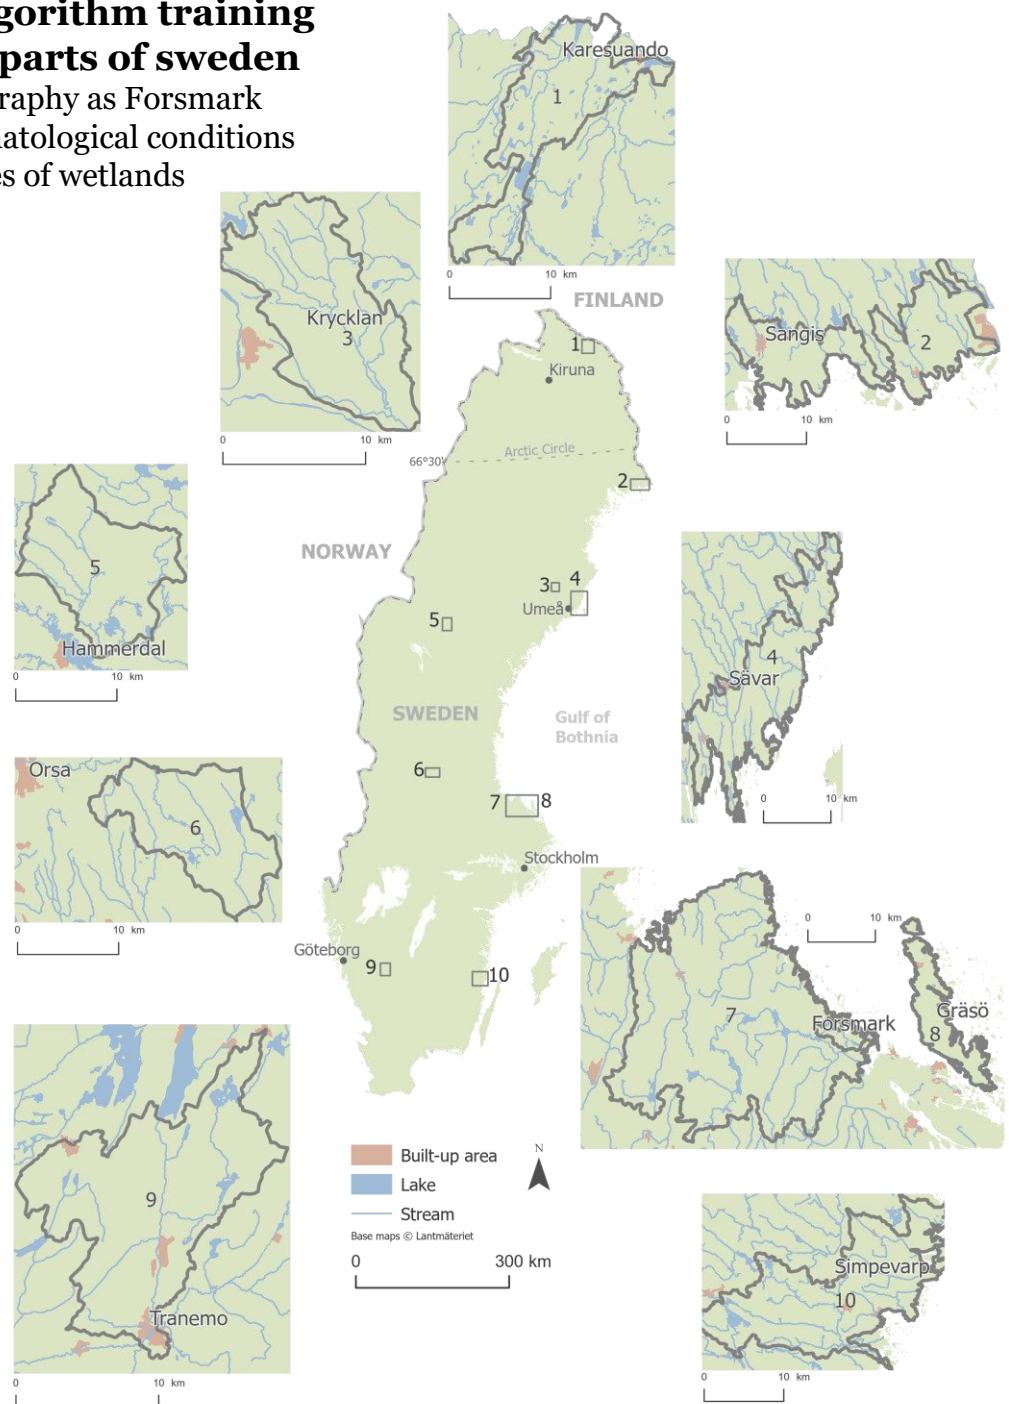 gorithm training
parts of sweden
raphy as Forsmark
natological conditions
es of wetlands
Karesuando
1
0 10 km
Krycklan
3
0 10 km
FINLAND
Sangis
2
0 10 km
1
Kiruna
Arctic Circle
66°30'
2
NORWAY
5
Hammerdal
0 10 km
3
4
Umeå
5
4
Sävar
0 10 km
SWEDEN
Gulf of
Bothnia
Orsa
6
0 10 km
6
7
8
Stockholm
Göteborg
9
10
0 10 km
7
Forsmark
Gräsö
8
9
Tranemo
0 10 km
Built-up area
Lake
Stream
Base maps © Lantmäteriet
0 300 km
N
Simpevarp
10
0 10 km